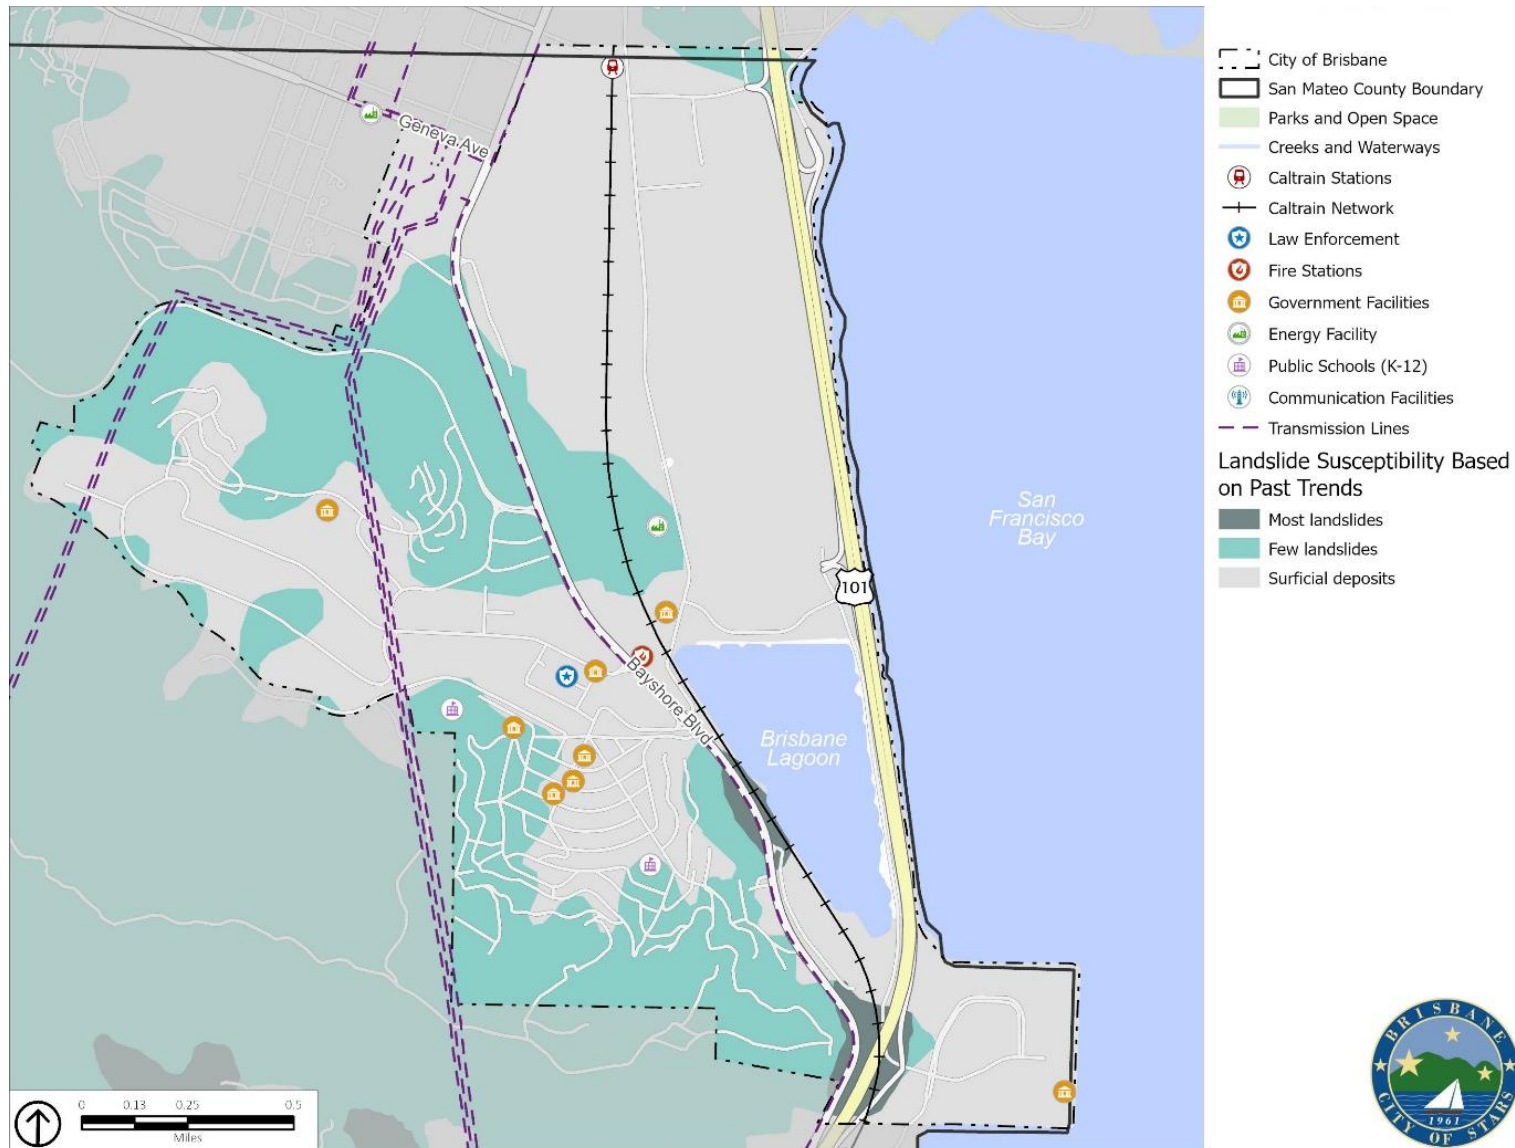 Geneva Ave
101
San
Francisco
Bay
Bayshore Blvd
Brisbane
Lagoon
0 0.13 0.25 0.5
Miles
City of Brisbane
San Mateo County Boundary
Parks and Open Space
Creeks and Waterways
Caltrain Stations
Caltrain Network
Law Enforcement
Fire Stations
Government Facilities
Energy Facility
Public Schools (K-12)
Communication Facilities
Transmission Lines
Landslide Susceptibility Based
on Past Trends
Most landslides
Few landslides
Surficial deposits
BRISBANE
1961
CITY OF STARS